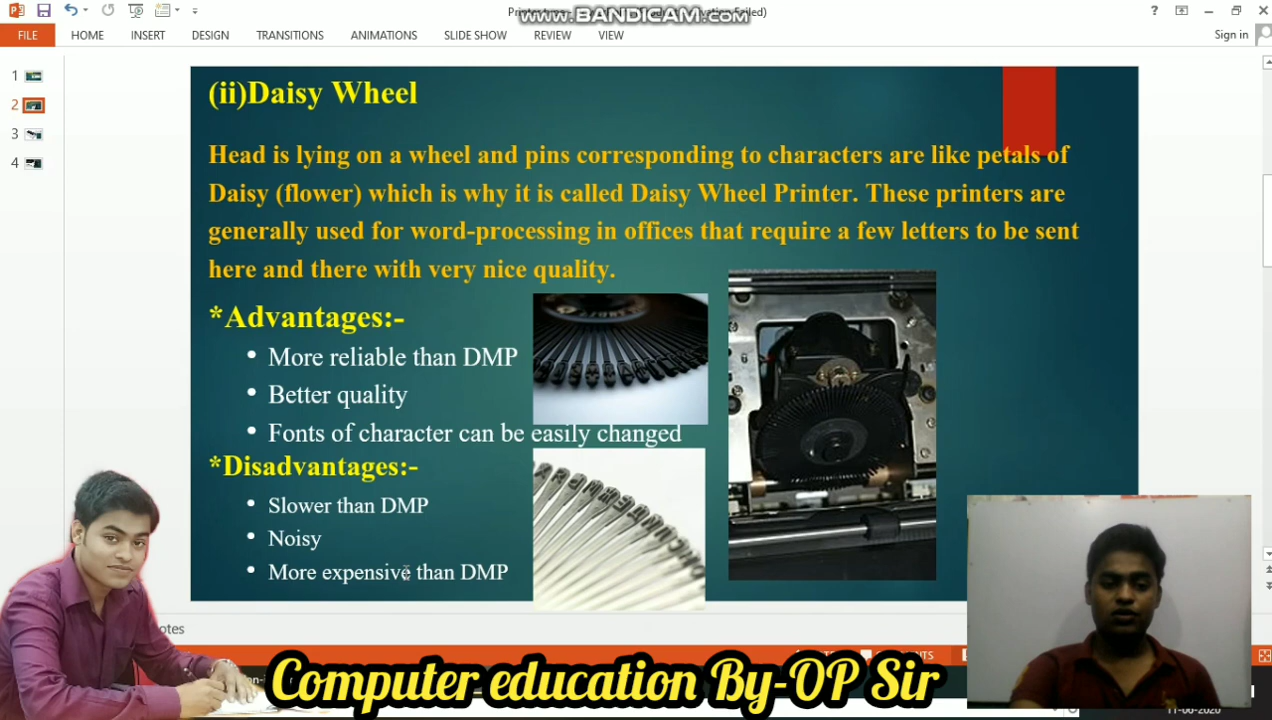 www.BANDICAM.com
FILE
HOME
INSERT
DESIGN
TRANSITIONS
ANIMATIONS
SLIDE SHOW
REVIEW
VIEW
Sign in
1
2
3
4
(ii)Daisy Wheel
Head is lying on a wheel and pins corresponding to characters are like petals of
Daisy (flower) which is why it is called Daisy Wheel Printer. These printers are
generally used for word-processing in offices that require a few letters to be sent
here and there with very nice quality.
*Advantages:-
• More reliable than DMP
• Better quality
• Fonts of character can be easily changed
*Disadvantages:-
• Slower than DMP
• Noisy
• More expensive than DMP
Computer education By-OP Sir